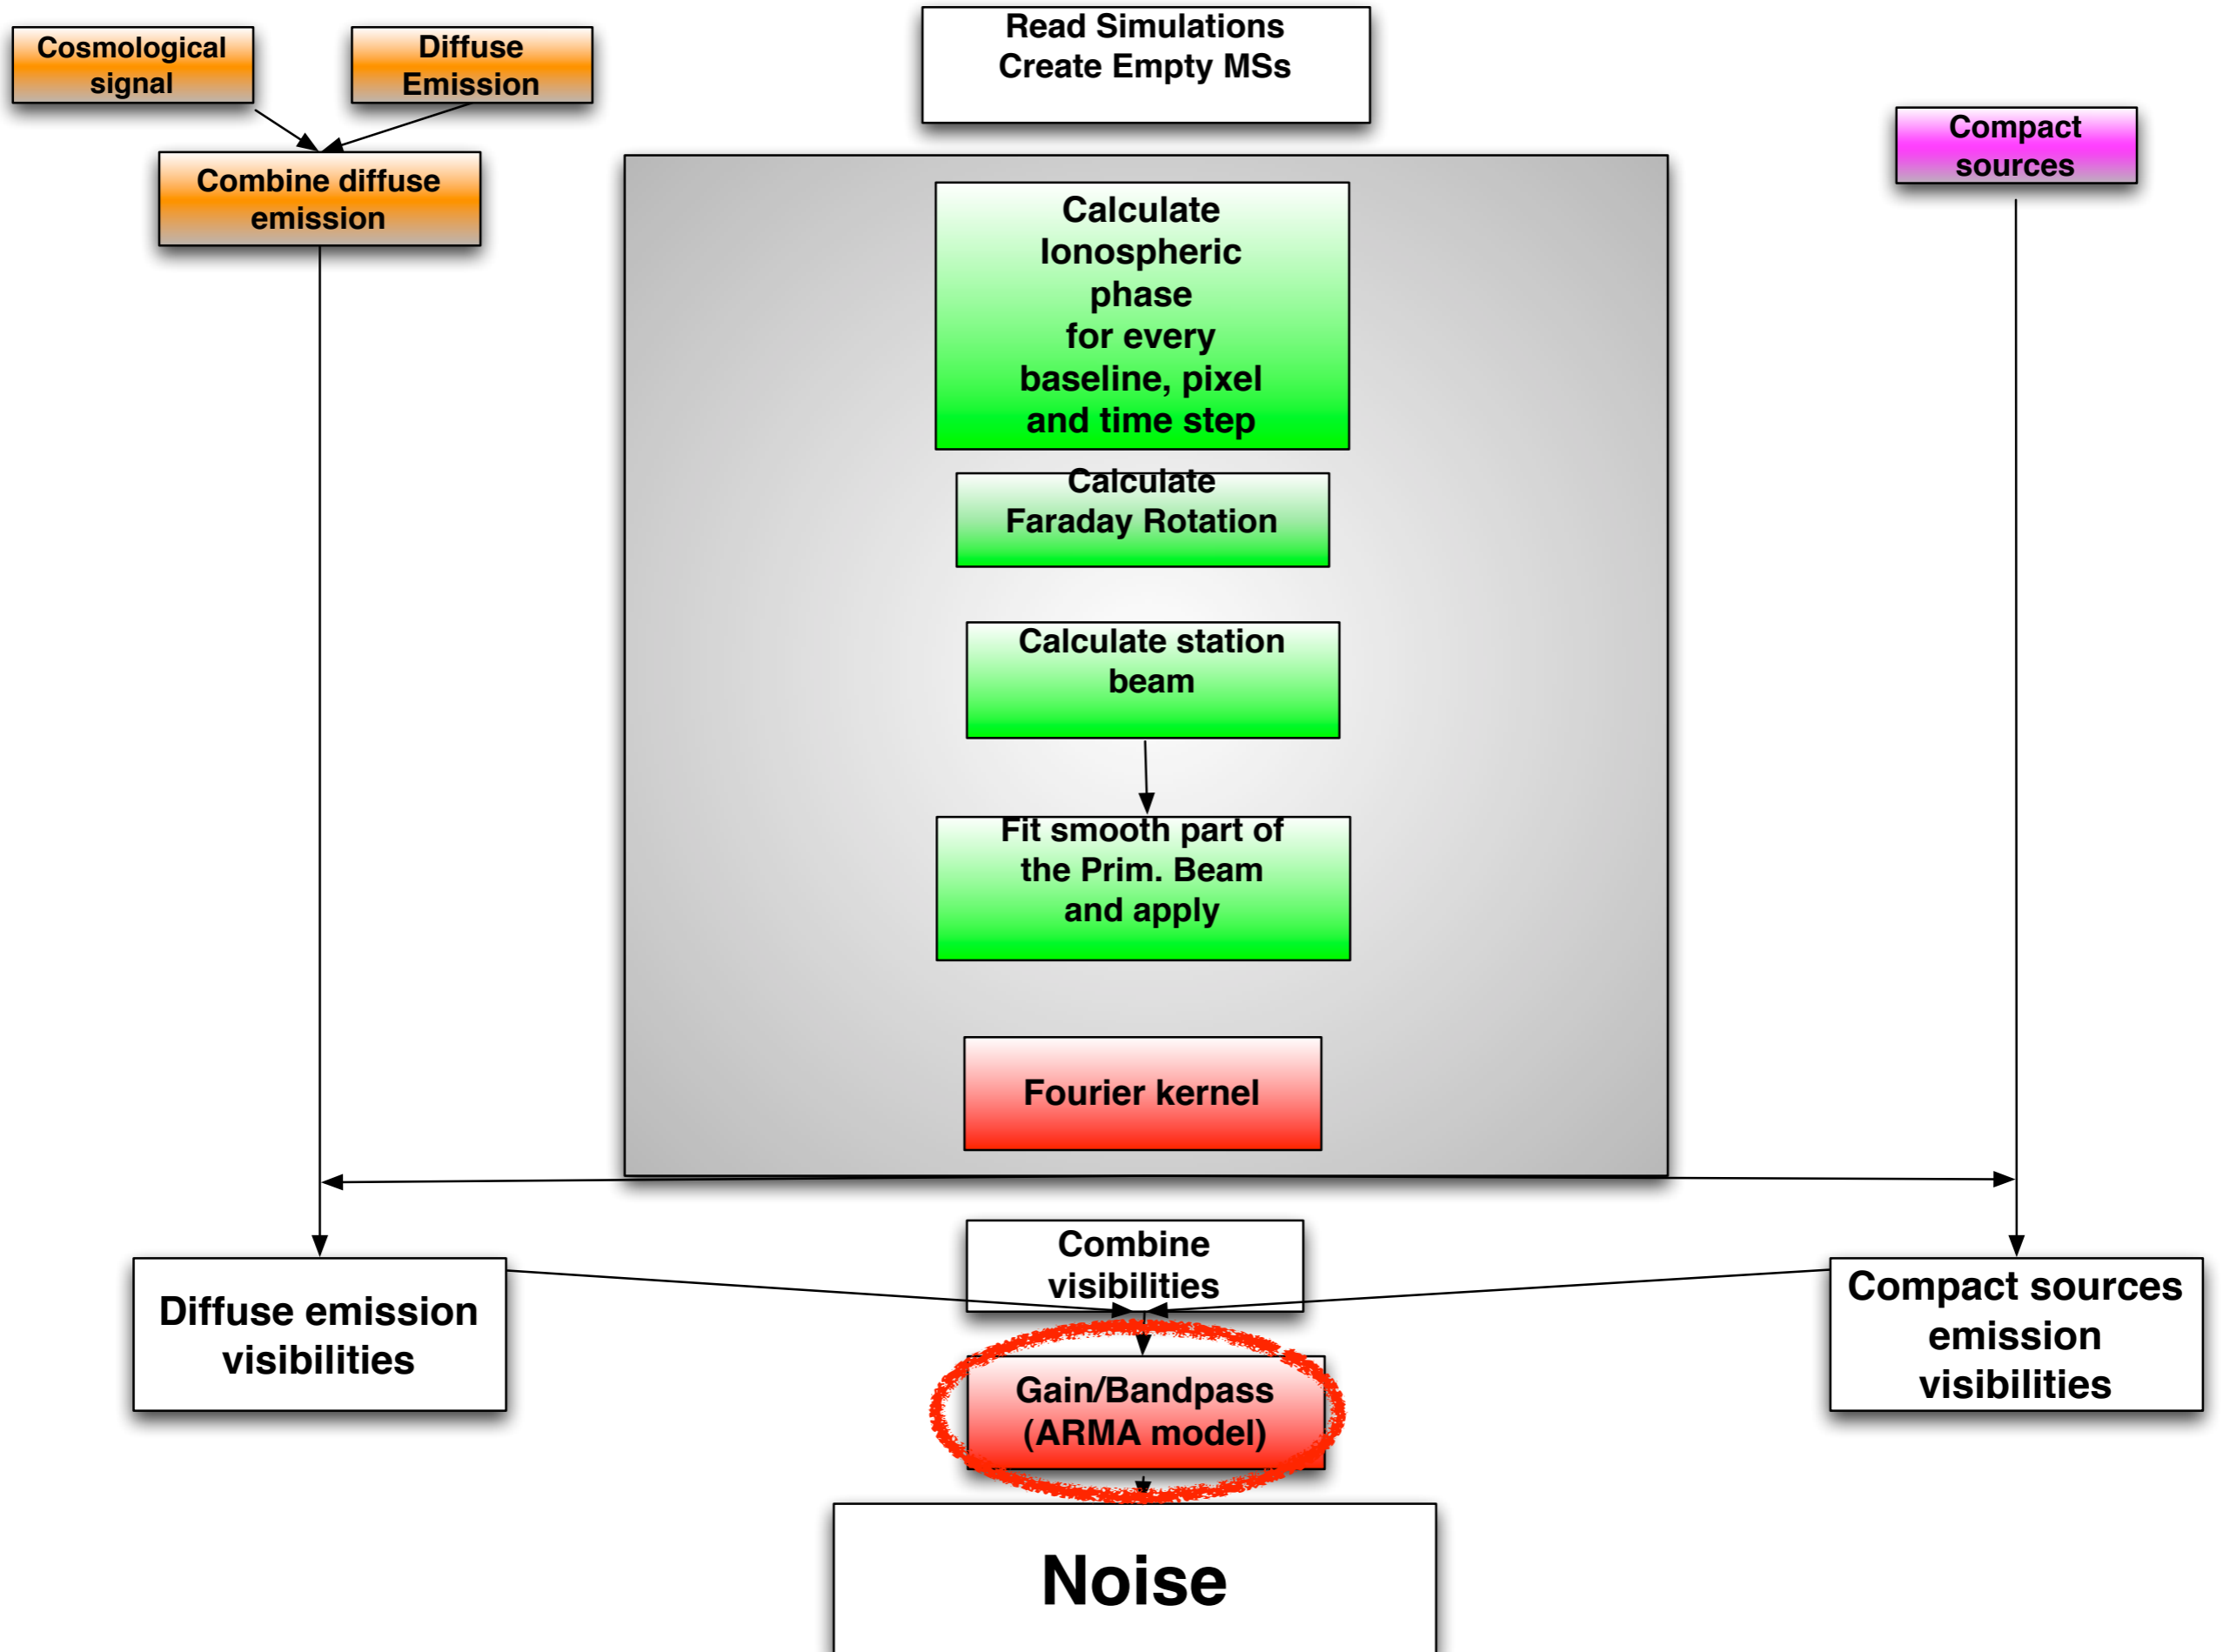 Cosmological
signal
Diffuse
Emission
Read Simulations
Create Empty MSs
Compact
sources
Combine diffuse
emission
Calculate
Ionospheric
phase
for every
baseline, pixel
and time step
Calculate
Faraday Rotation
Calculate station
beam
Fit smooth part of
the Prim. Beam
and apply
Fourier kernel
Combine
visibilities
Diffuse emission
visibilities
Compact sources
emission
visibilities
Gain/Bandpass
(ARMA model)
Noise